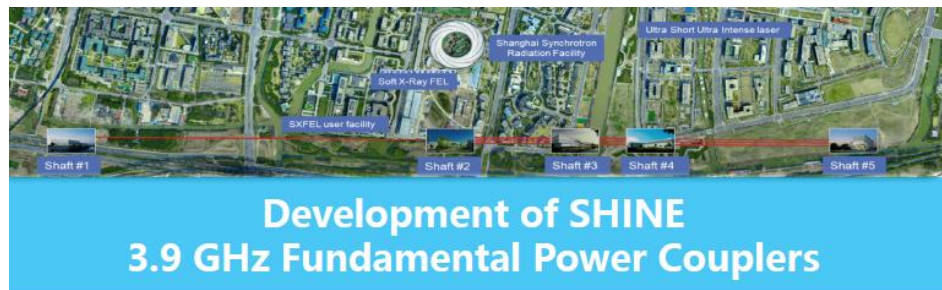 Ultra Short Ultra Intense laser
Shanghai Synchrotron
Radiation Facility
Soft X-Ray FEL
SXFEL user facility
Shaft #1
Shaft #2
Shaft #3
Shaft #4
Shaft #5
Development of SHINE
3.9 GHz Fundamental Power Couplers